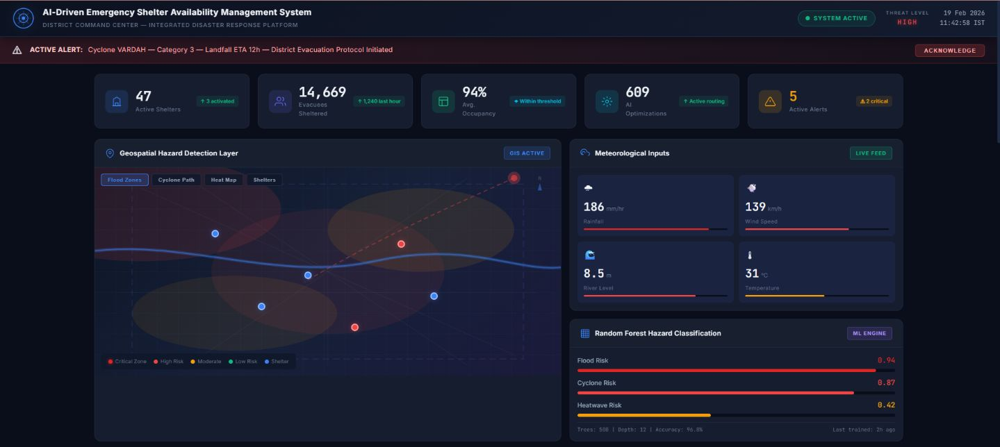 AI-Driven Emergency Shelter Availability Management System
DISTRICT COMMAND CENTER — INTEGRATED DISASTER RESPONSE PLATFORM
SYSTEM ACTIVE
THREAT LEVEL
HIGH
19 Feb 2026
11:42:58 IST
ACTIVE ALERT: Cyclone VARDAH — Category 3 — Landfall ETA 12h — District Evacuation Protocol Initiated
ACKNOWLEDGE
47
Active Shelters
↑ 3 activated
14,669
Evacuees
Sheltered
↑ 1,240 last hour
94%
Avg.
Occupancy
◆ Within threshold
609
AI
Optimizations
↑ Active routing
5
Active Alerts
⚠ 2 critical
Geospatial Hazard Detection Layer
GIS ACTIVE
Flood Zones
Cyclone Path
Heat Map
Shelters
N
Critical Zone
High Risk
Moderate
Low Risk
Shelter
Meteorological Inputs
LIVE FEED
186 mm/hr
Rainfall
139 km/h
Wind Speed
8.5 m
River Level
31 °C
Temperature
Random Forest Hazard Classification
ML ENGINE
Flood Risk 0.94
Cyclone Risk 0.87
Heatwave Risk 0.42
Trees: 500 | Depth: 12 | Accuracy: 96.8%
Last trained: 2h ago